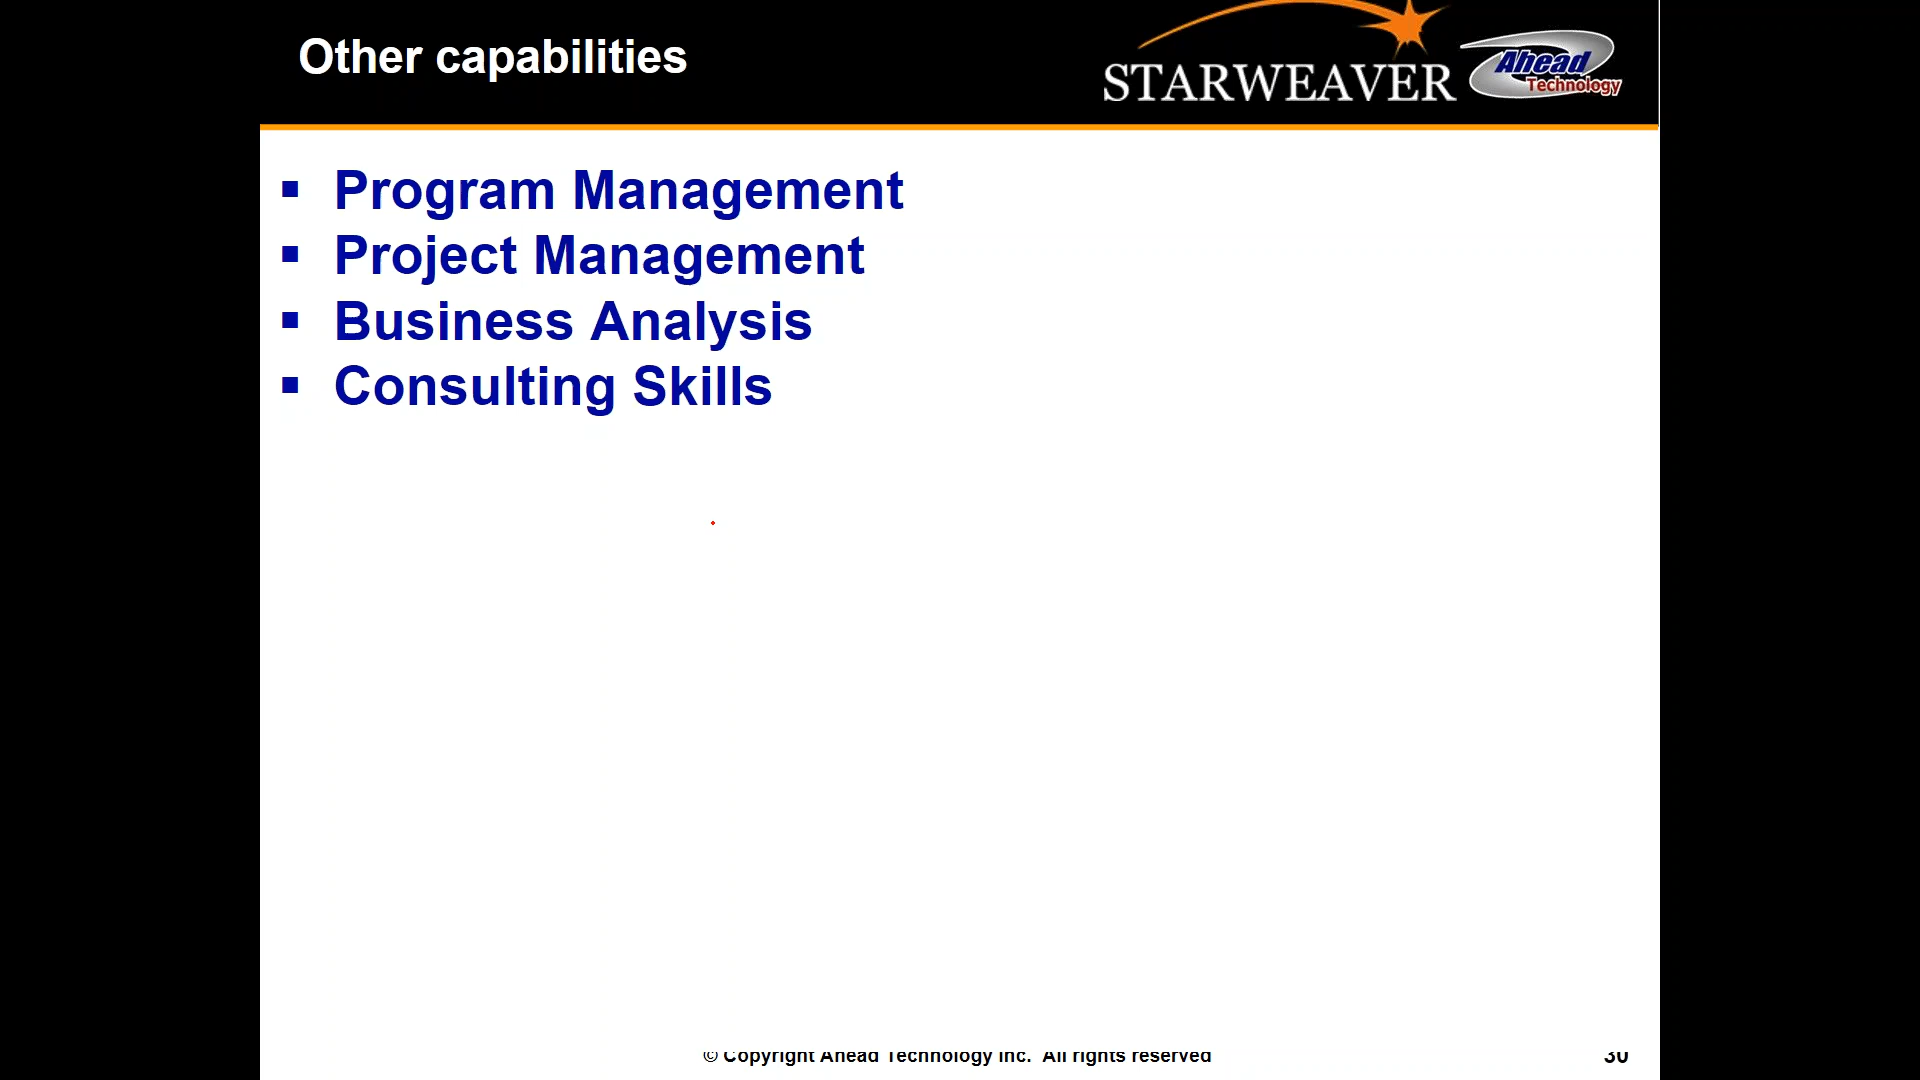 Other capabilities
STARWEAVER
Ahead
Technology
Program Management
Project Management
Business Analysis
Consulting Skills
© Copyright Ahead Technology Inc. All rights reserved
30